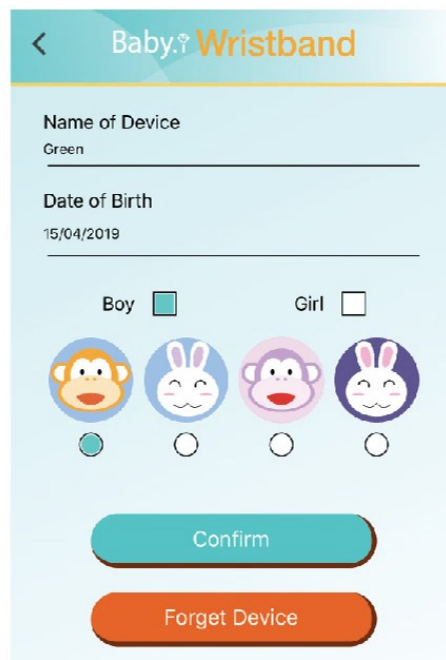 Baby.i Wristband
Name of Device
Green
Date of Birth
15/04/2019
Boy Girl
Confirm
Forget Device